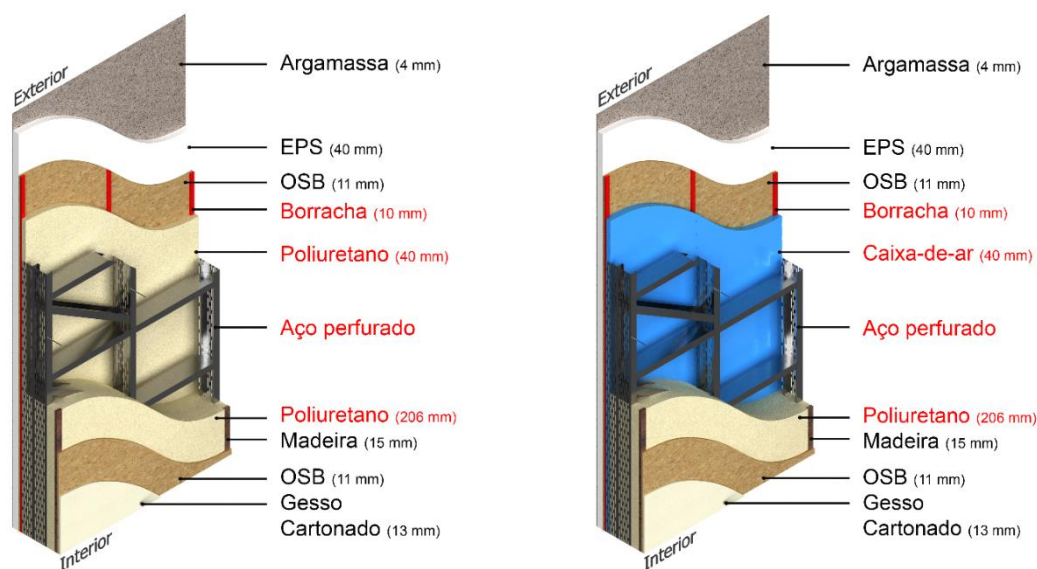 Exterior
Argamassa (4 mm)
EPS (40 mm)
OSB (11 mm)
Borracha (10 mm)
Poliuretano (40 mm)
Aço perfurado
Poliuretano (206 mm)
Madeira (15 mm)
OSB (11 mm)
Gesso
Cartonado (13 mm)
Interior
Exterior
Argamassa (4 mm)
EPS (40 mm)
OSB (11 mm)
Borracha (10 mm)
Caixa-de-ar (40 mm)
Aço perfurado
Poliuretano (206 mm)
Madeira (15 mm)
OSB (11 mm)
Gesso
Cartonado (13 mm)
Interior